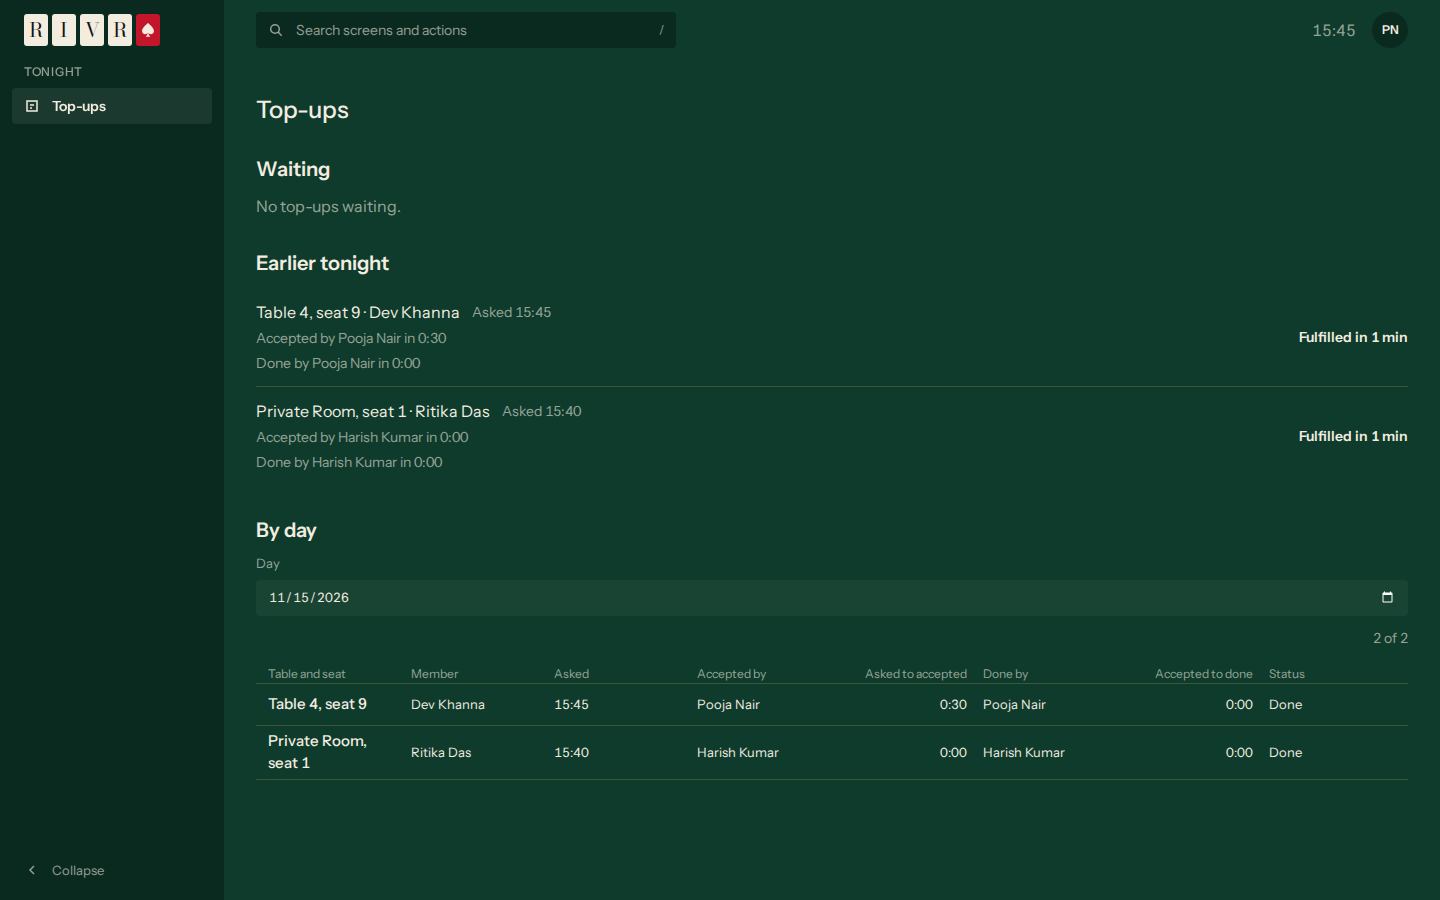 RIVR
Search screens and actions /
15:45
PN
TONIGHT
Top-ups
Top-ups
Waiting
No top-ups waiting.
Earlier tonight
Table 4, seat 9 · Dev Khanna Asked 15:45
Accepted by Pooja Nair in 0:30
Fulfilled in 1 min
Done by Pooja Nair in 0:00
Private Room, seat 1 · Ritika Das Asked 15:40
Accepted by Harish Kumar in 0:00
Fulfilled in 1 min
Done by Harish Kumar in 0:00
By day
Day
11/15/2026
2 of 2
Table and seat Member Asked Accepted by Asked to accepted Done by Accepted to done Status
Table 4, seat 9 Dev Khanna 15:45 Pooja Nair 0:30 Pooja Nair 0:00 Done
Private Room, seat 1 Ritika Das 15:40 Harish Kumar 0:00 Harish Kumar 0:00 Done
Collapse